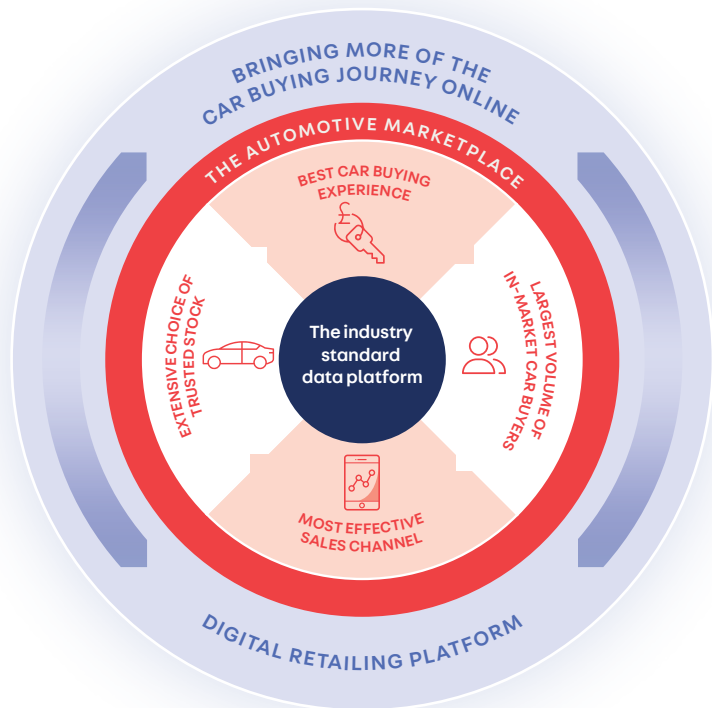 BRINGING MORE OF THE
CAR BUYING JOURNEY ONLINE
THE AUTOMOTIVE MARKETPLACE
BEST CAR BUYING
EXPERIENCE
EXTENSIVE CHOICE OF
TRUSTED STOCK
The industry
standard
data platform
LARGEST VOLUME OF
IN-MARKET CAR BUYERS
MOST EFFECTIVE
SALES CHANNEL
DIGITAL RETAILING PLATFORM